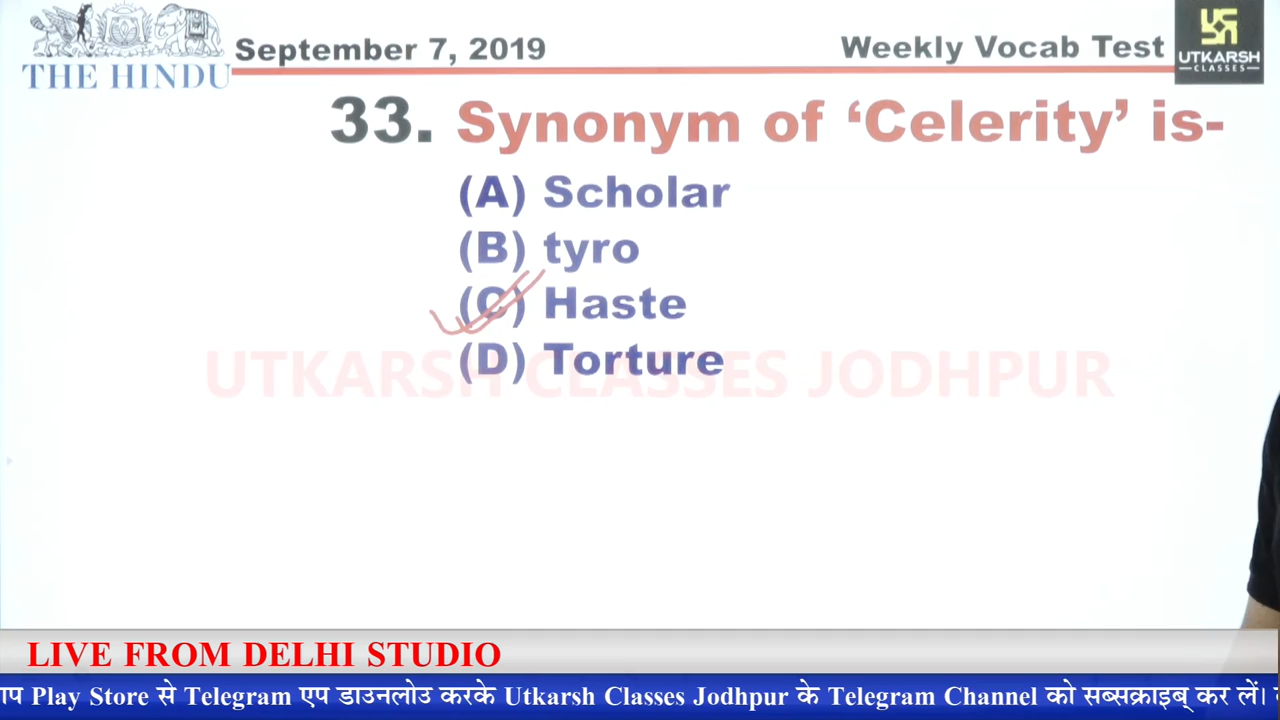 THE HINDU
September 7, 2019
Weekly Vocab Test
UTKARSH
CLASSES
33. Synonym of ‘Celerity’ is-
(A) Scholar
(B) tyro
(C) Haste
(D) Torture
UTKARSH CLASSES JODHPUR
LIVE FROM DELHI STUDIO
Play Store से Telegram एप डाउनलोउ करके Utkarsh Classes Jodhpur के Telegram Channel को सब्सक्राइब् कर लें।